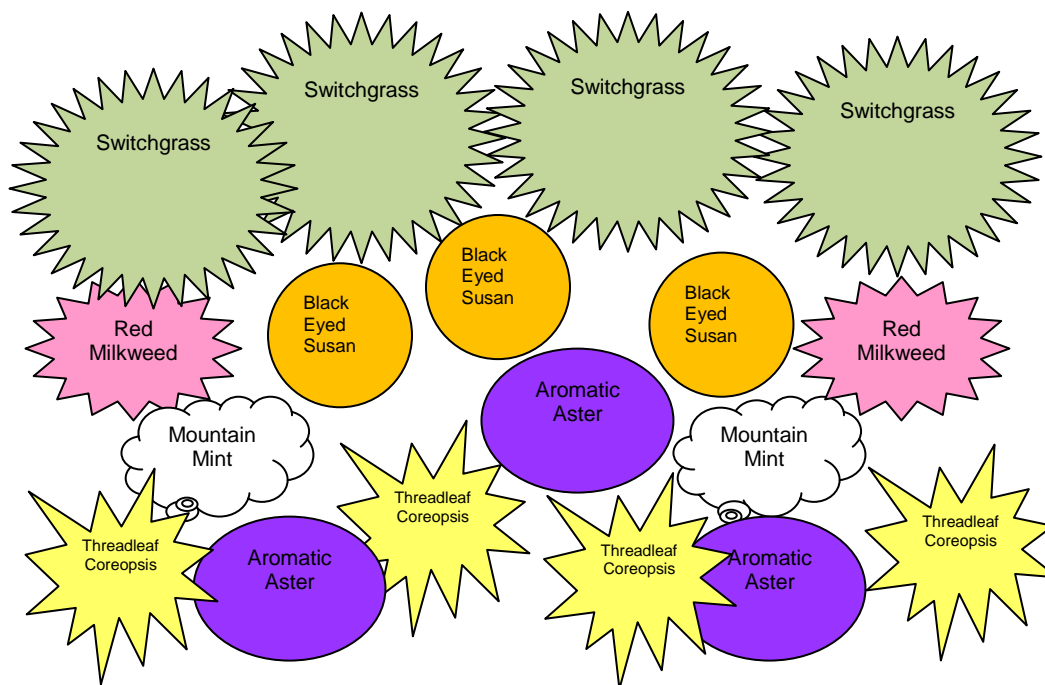 Switchgrass
Switchgrass
Switchgrass
Switchgrass
Black
Eyed
Susan
Black
Eyed
Susan
Black
Eyed
Susan
Red
Milkweed
Red
Milkweed
Aromatic
Aster
Mountain
Mint
Mountain
Mint
Threadleaf
Coreopsis
Threadleaf
Coreopsis
Threadleaf
Coreopsis
Threadleaf
Coreopsis
Aromatic
Aster
Aromatic
Aster